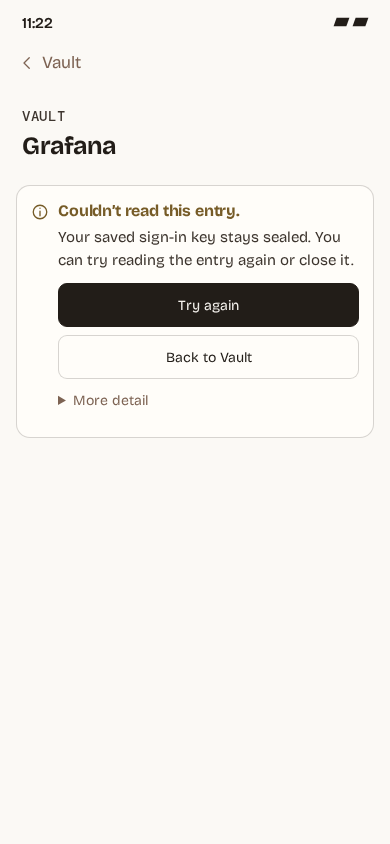 11:22
Vault
VAULT
Grafana
Couldn’t read this entry.
Your saved sign-in key stays sealed. You
can try reading the entry again or close it.
Try again
Back to Vault
More detail